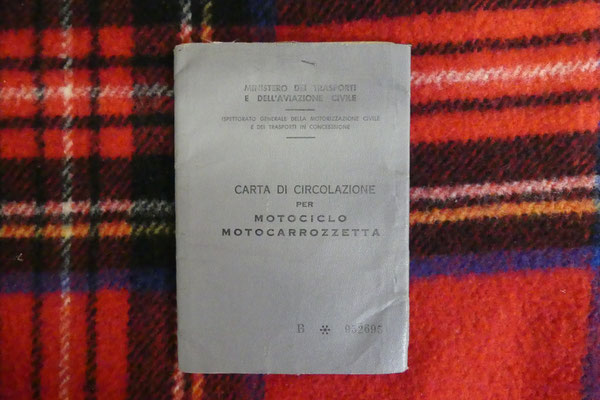 MINISTERO DEI TRASPORTI
E DELL'AVIAZIONE CIVILE
ISPETTORATO GENERALE DELLA MOTORIZZAZIONE CIVILE
E DEI TRASPORTI IN CONCESSIONE
CARTA DI CIRCOLAZIONE
PER
MOTOCICLO
MOTOCARROZZETTA
B * 052695